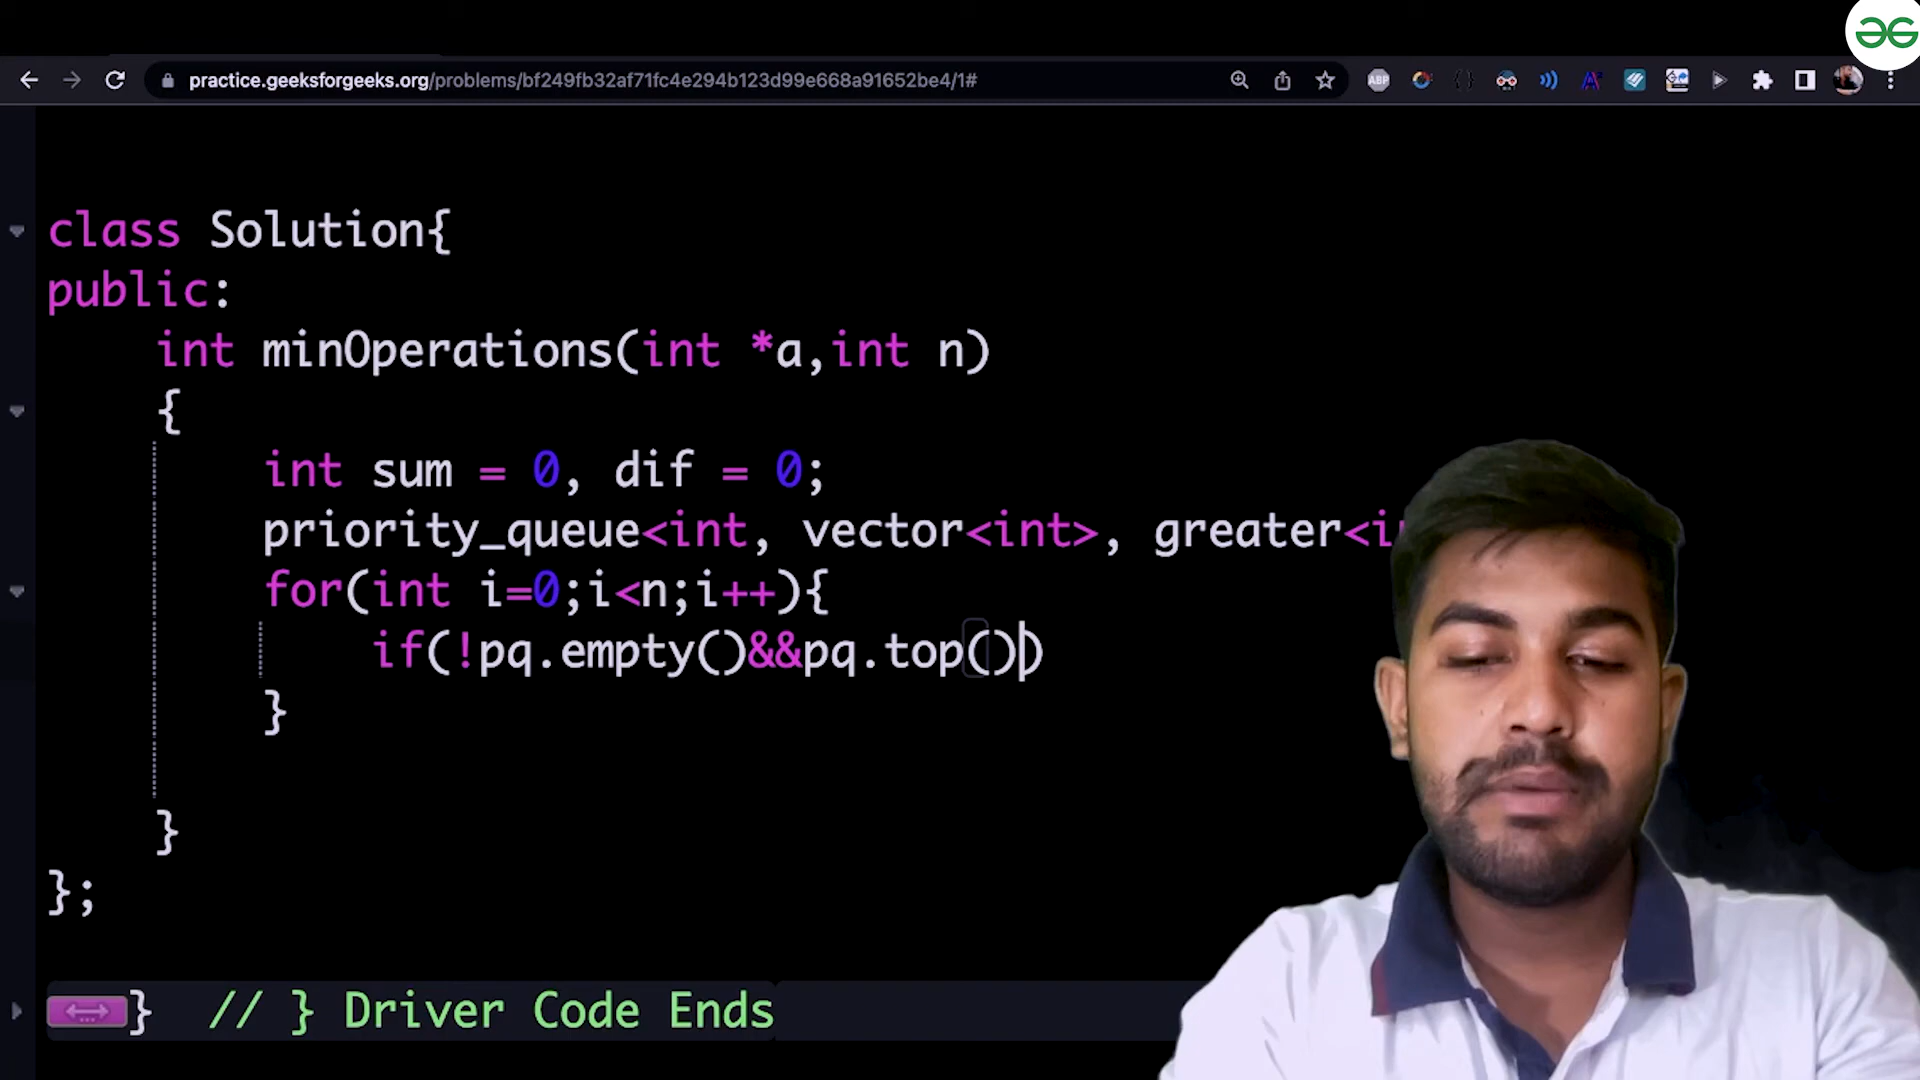 practice.geeksforgeeks.org/problems/bf249fb32af71fc4e294b123d99e668a91652be4/1#
ABP
class Solution{
public:
int minOperations(int *a,int n)
{
int sum = 0, dif = 0;
priority_queue<int, vector<int>, greater<i
for(int i=0;i<n;i++){
if(!pq.empty()&&pq.top())
}
}
};
} // } Driver Code Ends